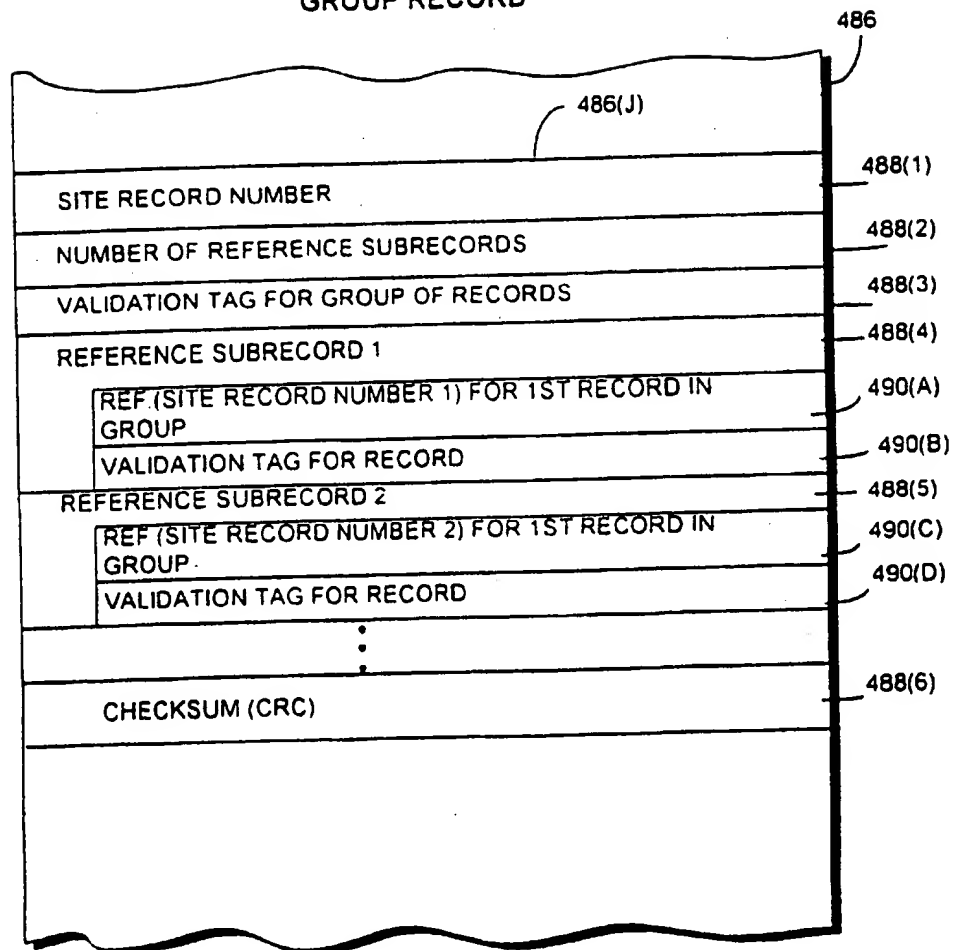 GROUP RECORD
486
486(J)
SITE RECORD NUMBER
488(1)
NUMBER OF REFERENCE SUBRECORDS
488(2)
VALIDATION TAG FOR GROUP OF RECORDS
488(3)
REFERENCE SUBRECORD 1
488(4)
REF.(SITE RECORD NUMBER 1) FOR 1ST RECORD IN
GROUP
490(A)
VALIDATION TAG FOR RECORD
490(B)
REFERENCE SUBRECORD 2
488(5)
REF (SITE RECORD NUMBER 2) FOR 1ST RECORD IN
GROUP
490(C)
VALIDATION TAG FOR RECORD
490(D)
CHECKSUM (CRC)
488(6)